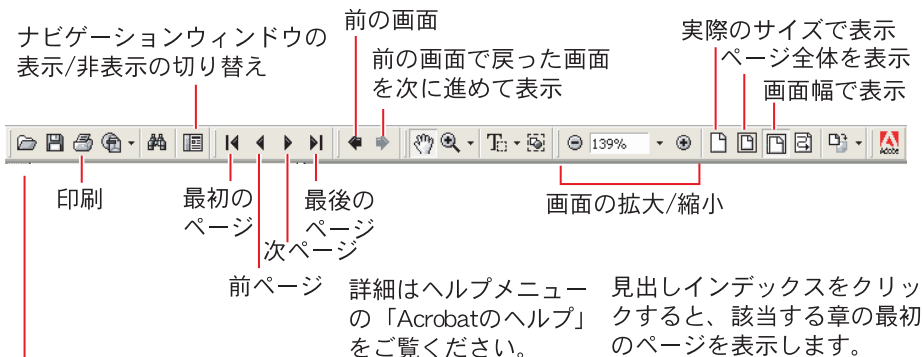 前の画面
実際のサイズで表示
ナビゲーションウィンドウの
表示/非表示の切り替え
前の画面で戻った画面
を次に進めて表示
ページ全体を表示
画面幅で表示
139%
Adobe
印刷
最初の
ページ
最後の
ページ
次ページ
前ページ
画面の拡大/縮小
詳細はヘルプメニュー
の「Acrobatのヘルプ」
をご覧ください。
見出しインデックスをクリッ
クすると、該当する章の最初
のページを表示します。